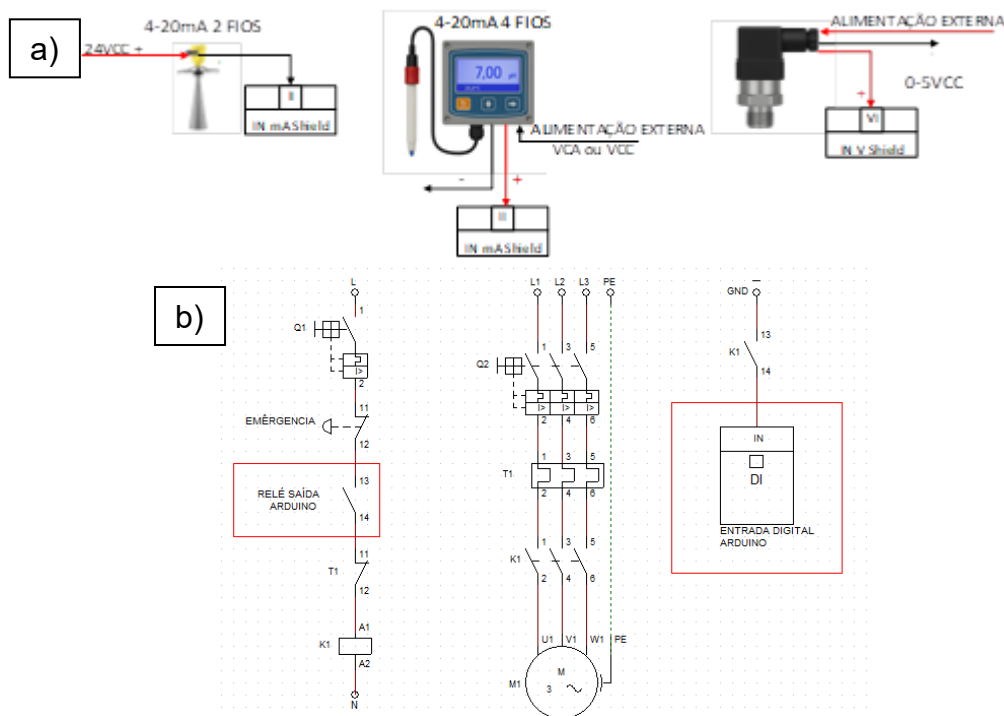 a)
4-20mA 2 FIOS
24VCC +
IN mAShield
4-20mA 4 FIOS
7,00 pH
ALIMENTAÇÃO EXTERNA
VCA ou VCC
-
+
IN mAShield
ALIMENTAÇÃO EXTERNA
-
0-5VCC
+
VI
IN V Shield
b)
L
1
Q1
I>
2
11
EMÊRGENCIA
12
13
RELÉ SAÍDA
ARDUINO
14
11
T1
12
A1
K1
A2
N
L1 L2 L3 PE
1 3 5
Q2
I> I> I>
2 4 6
1 3 5
T1
2 4 6
1 3 5
K1
2 4 6
U1 V1 W1 PE
M
M1
3
GND
13
K1
14
IN
DI
ENTRADA DIGITAL
ARDUINO